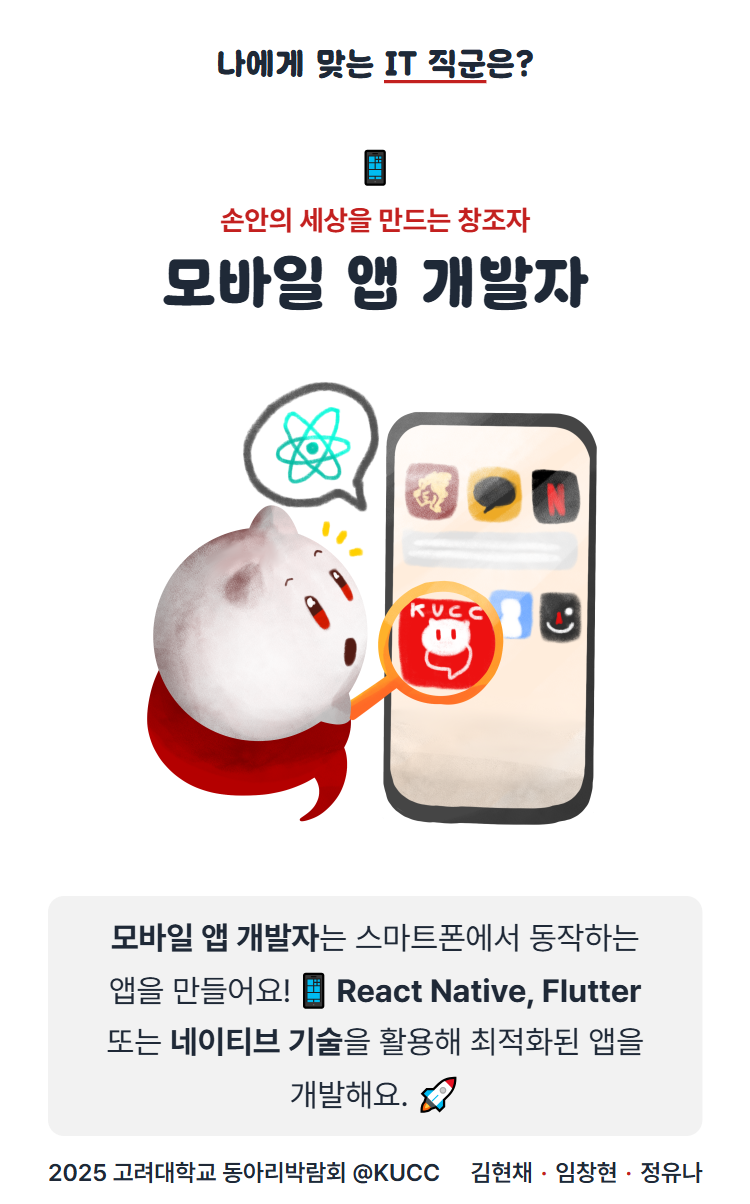 나에게 맞는 IT 직군은?
📱
손안의 세상을 만드는 창조자
모바일 앱 개발자
N
KUCC
모바일 앱 개발자는 스마트폰에서 동작하는
앱을 만들어요! 📱 React Native, Flutter
또는 네이티브 기술을 활용해 최적화된 앱을
개발해요. 🚀
2025 고려대학교 동아리박람회 @KUCC 김현채 · 임창현 · 정유나